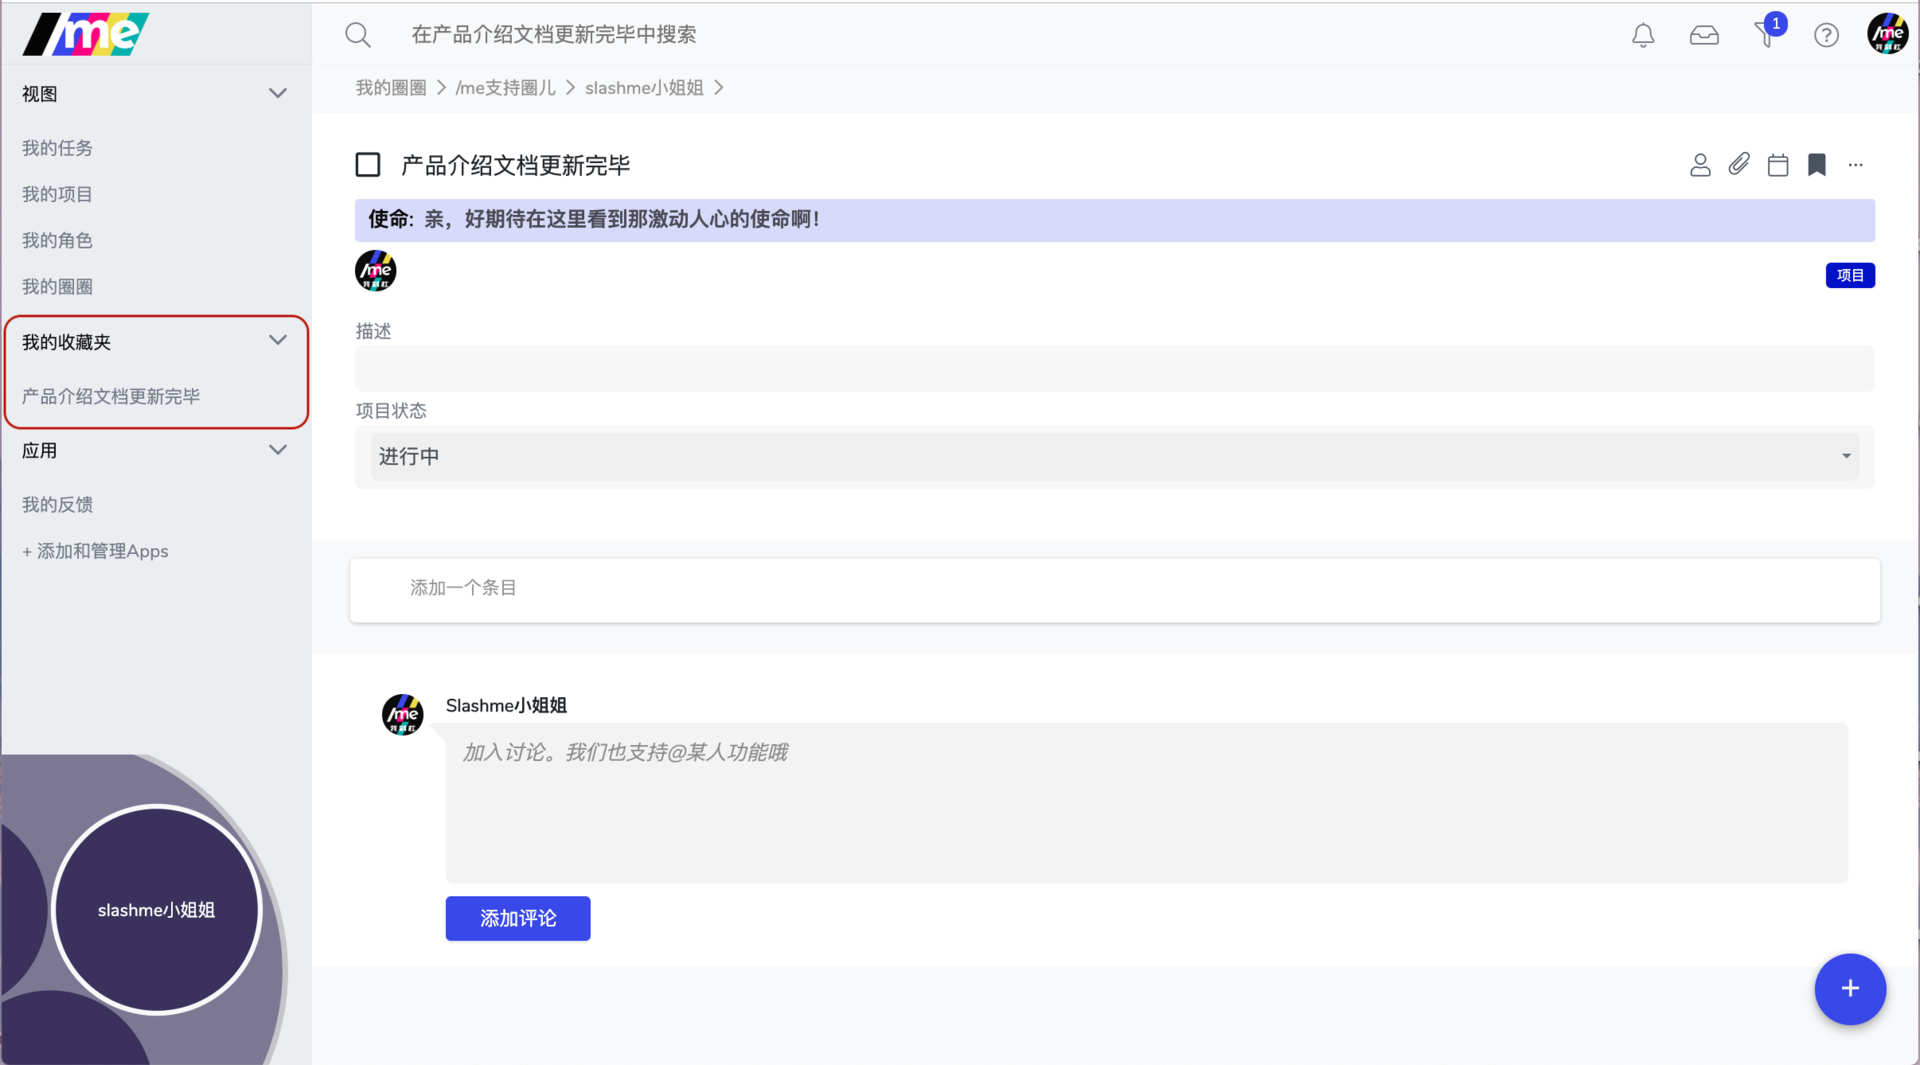 /me
在产品介绍文档更新完毕中搜索
1
/me
我圈红
我的圈圈 > /me支持圈儿 > slashme小姐姐 >
视图
我的任务
我的项目
我的角色
我的圈圈
我的收藏夹
产品介绍文档更新完毕
应用
我的反馈
+ 添加和管理Apps
slashme小姐姐
产品介绍文档更新完毕
使命: 亲，好期待在这里看到那激动人心的使命啊！
/me
项目
描述
项目状态
进行中
添加一个条目
/me
Slashme小姐姐
加入讨论。我们也支持@某人功能哦
添加评论
+